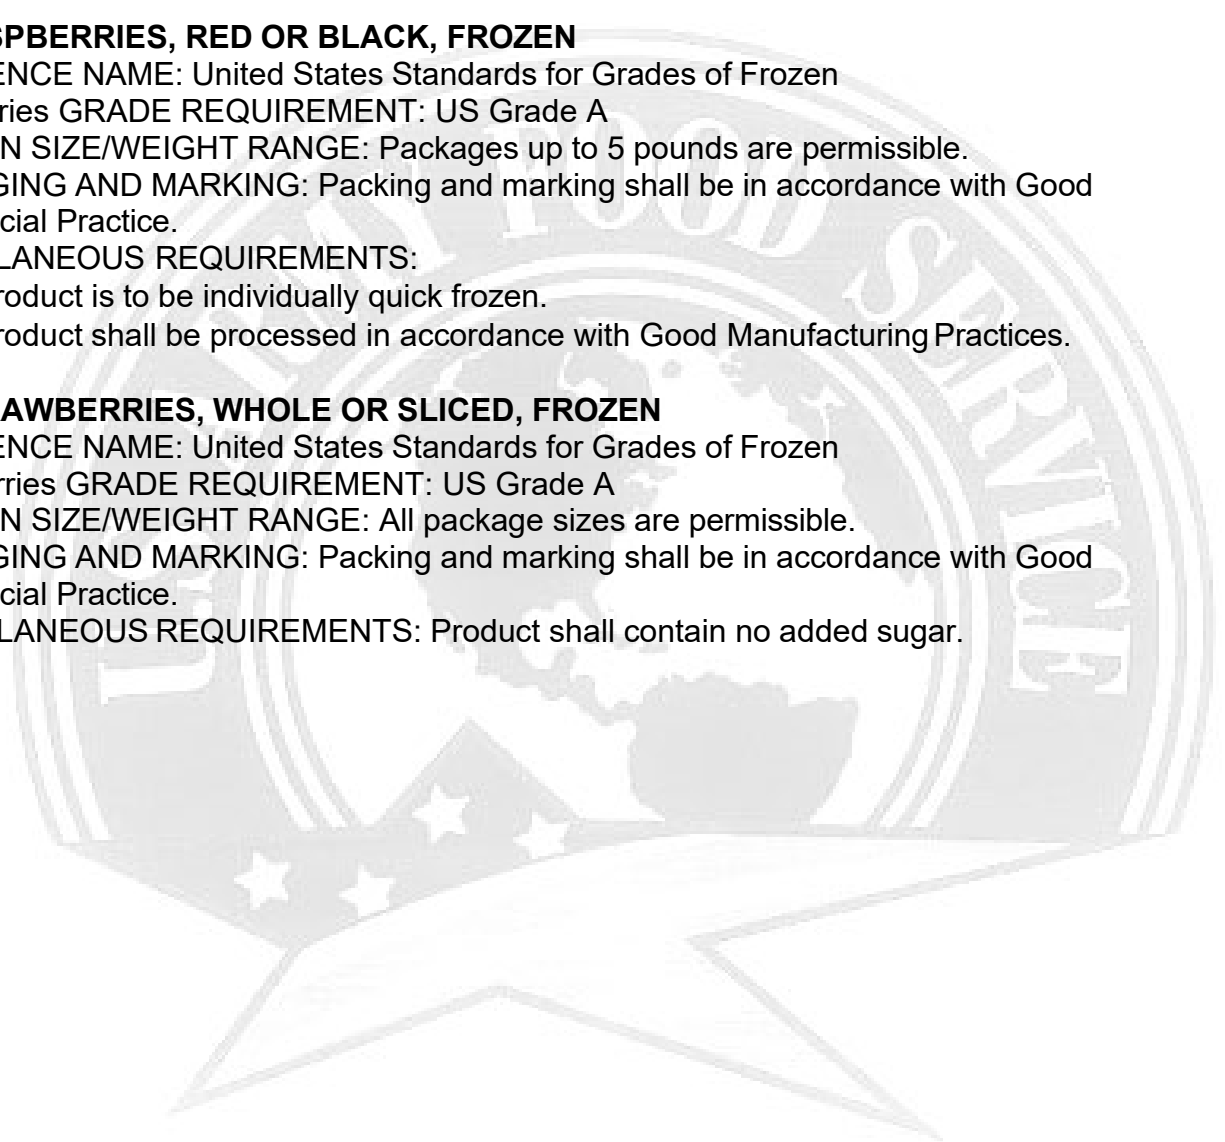 SPBERRIES, RED OR BLACK, FROZEN
ENCE NAME: United States Standards for Grades of Frozen
rries GRADE REQUIREMENT: US Grade A
N SIZE/WEIGHT RANGE: Packages up to 5 pounds are permissible.
GING AND MARKING: Packing and marking shall be in accordance with Good
cial Practice.
LANEOUS REQUIREMENTS:
roduct is to be individually quick frozen.
roduct shall be processed in accordance with Good Manufacturing Practices.
AWBERRIES, WHOLE OR SLICED, FROZEN
ENCE NAME: United States Standards for Grades of Frozen
rries GRADE REQUIREMENT: US Grade A
N SIZE/WEIGHT RANGE: All package sizes are permissible.
GING AND MARKING: Packing and marking shall be in accordance with Good
cial Practice.
LANEOUS REQUIREMENTS: Product shall contain no added sugar.
U.S. ARMY FOOD SERVICE